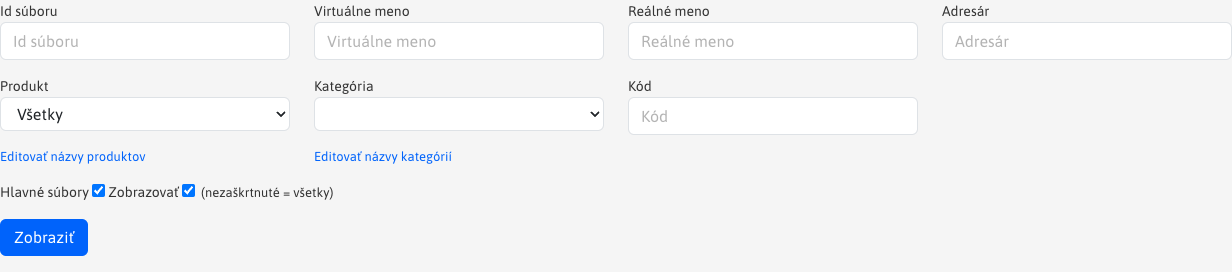 Id súboru Virtuálne meno Reálné meno Adresár
Id súboru Virtuálne meno Reálné meno Adresár
Produkt Kategória Kód
Všetky Kód
Editovať názvy produktov Editovať názvy kategórií
Hlavné súbory Zobrazovať (nezaškrtnuté = všetky)
Zobraziť